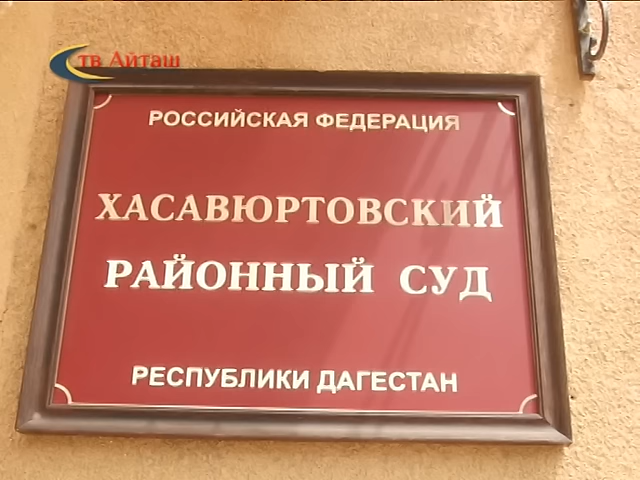 тв Айташ
РОССИЙСКАЯ ФЕДЕРАЦИЯ
ХАСАВЮРТОВСКИЙ
РАЙОННЫЙ СУД
РЕСПУБЛИКИ ДАГЕСТАН